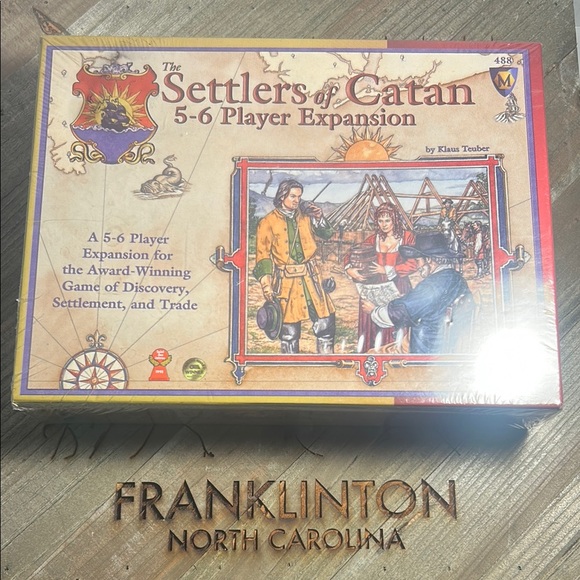 488
M
The
Settlers of Catan
5-6 Player Expansion
by Klaus Teuber
A 5-6 Player
Expansion for
the Award-Winning
Game of Discovery,
Settlement, and Trade
FRANKLINTON
NORTH CAROLINA